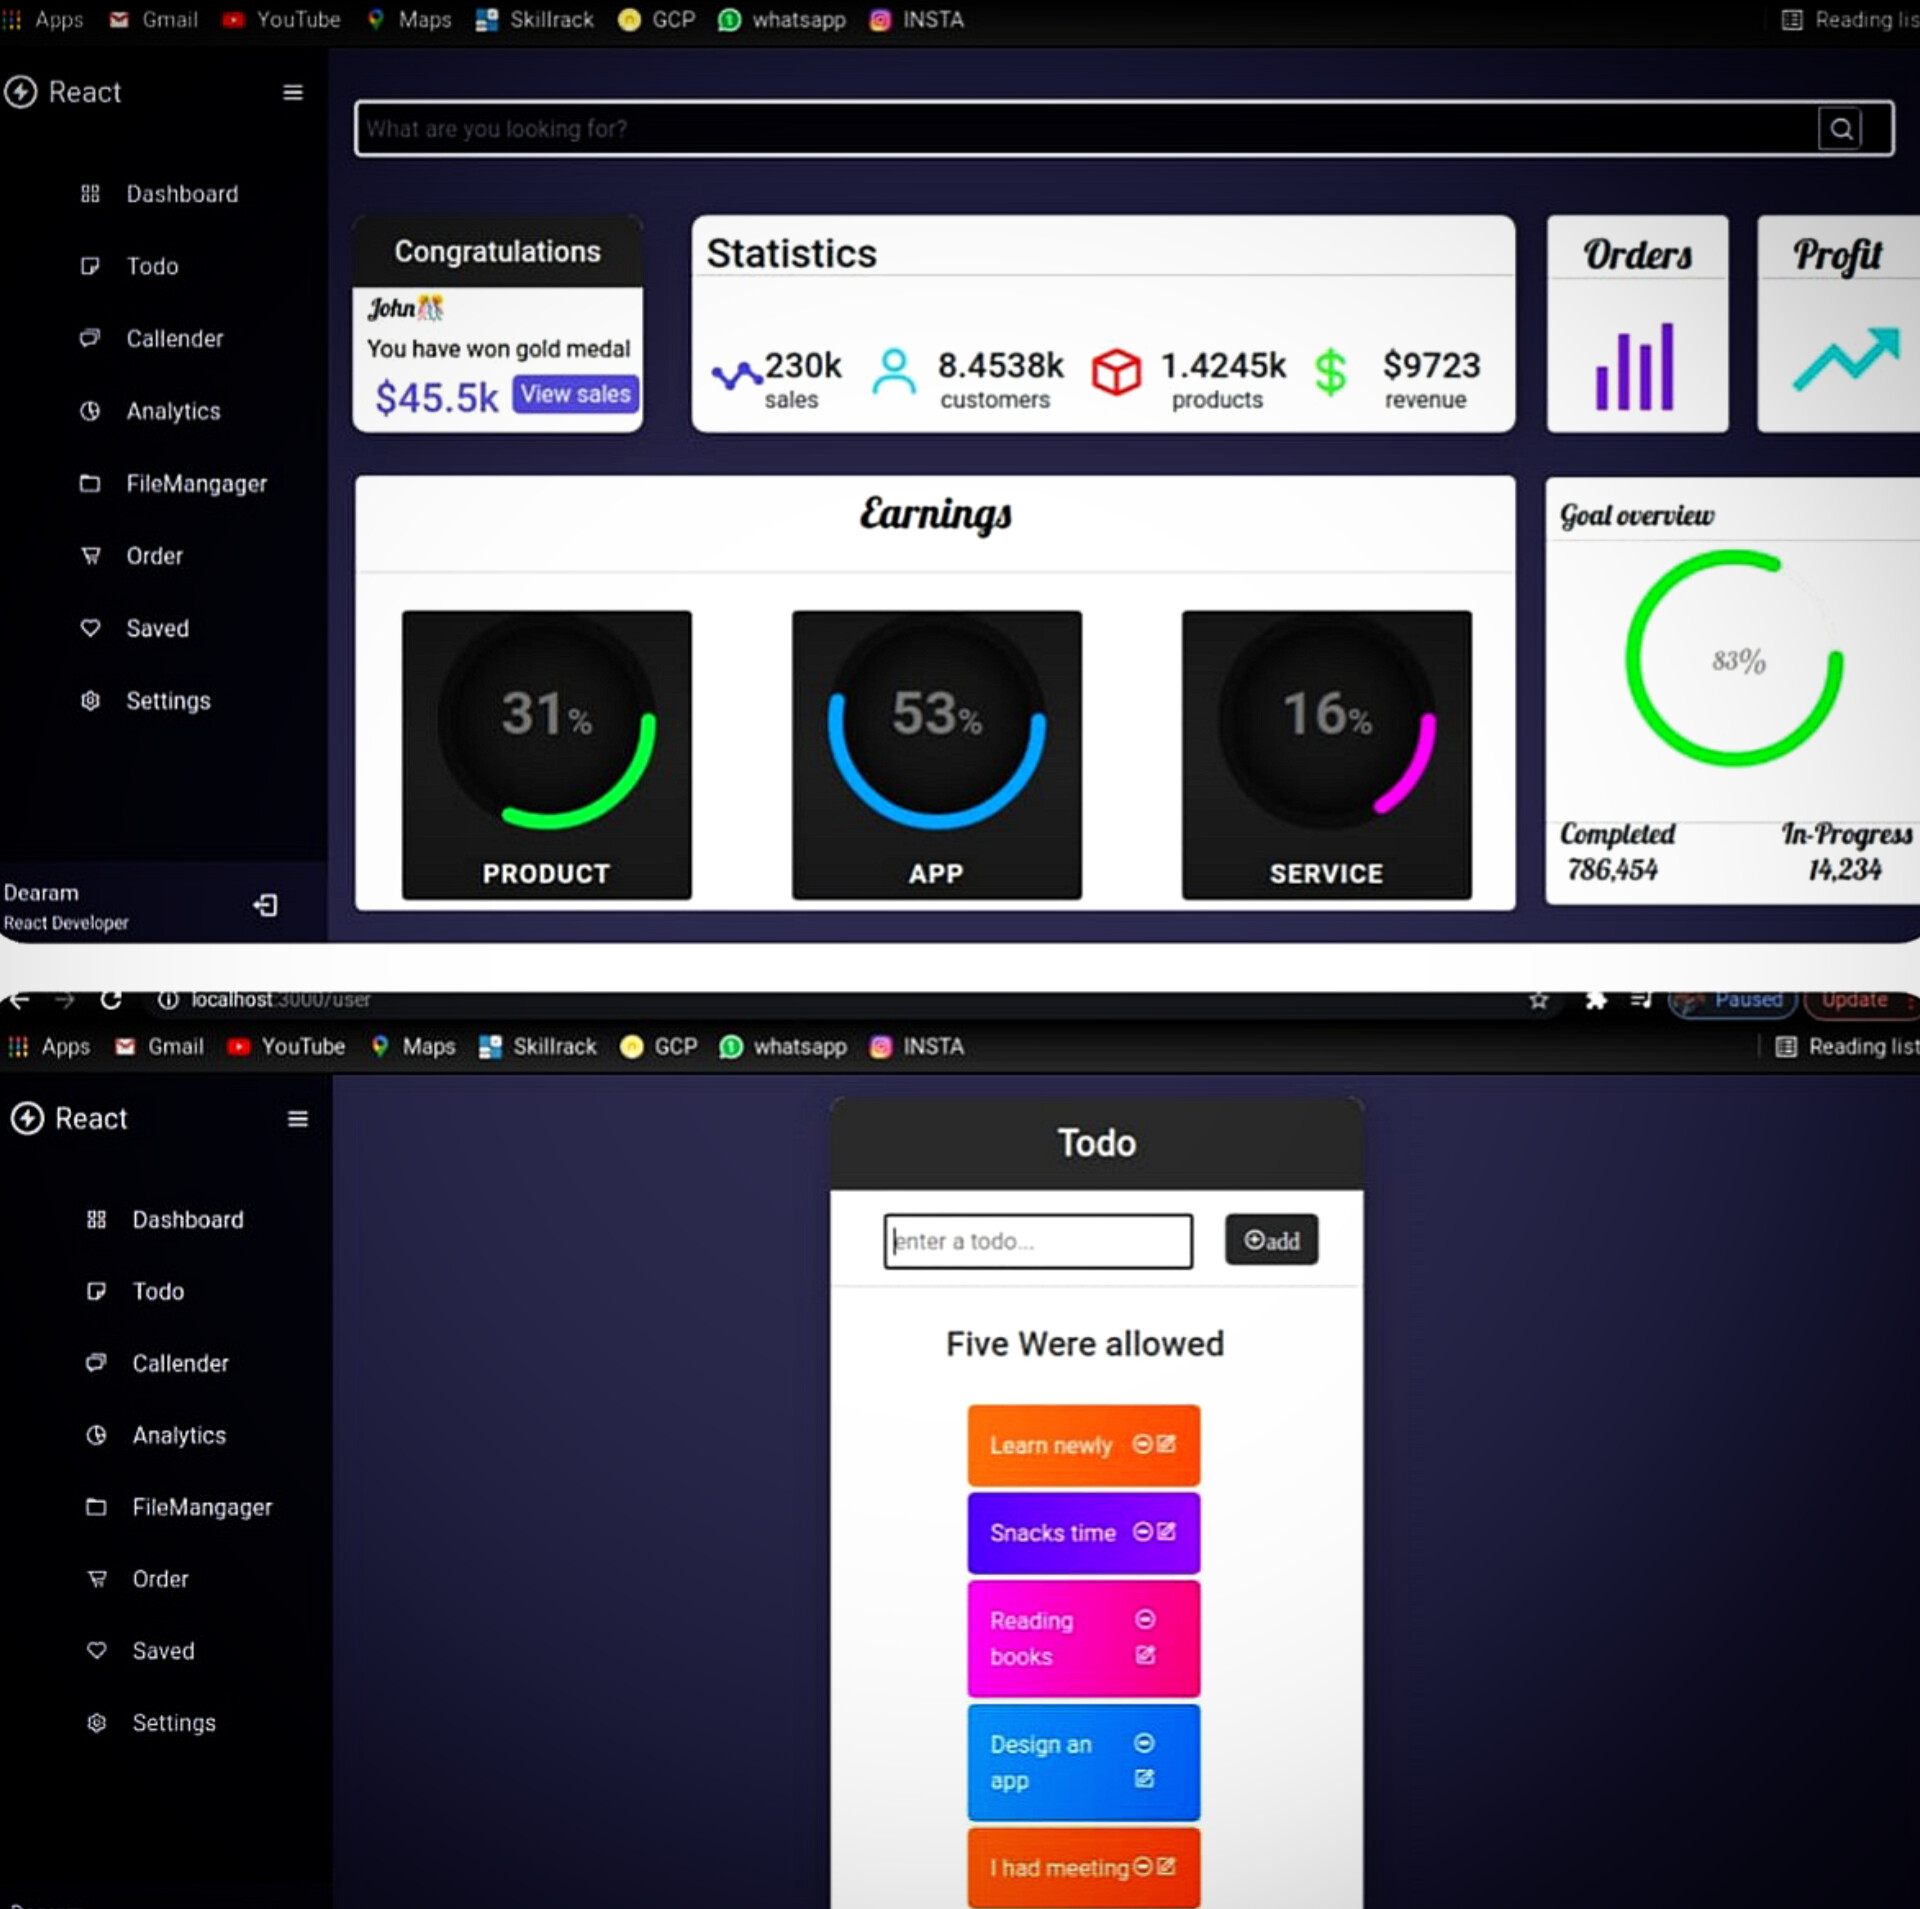 Apps Gmail YouTube Maps Skillrack GCP whatsapp INSTA Reading lis
React
What are you looking for?
Dashboard
Todo
Callender
Analytics
FileMangager
Order
Saved
Settings
Dearam
React Developer
Congratulations
John
You have won gold medal
$45.5k View sales
Statistics
230k 8.4538k 1.4245k $9723
sales customers products revenue
Orders
Profit
Earnings
31% 53% 16%
PRODUCT APP SERVICE
Goal overview
83%
Completed In-Progress
786,454 14,234
localhost:3000/user Paused Update
Apps Gmail YouTube Maps Skillrack GCP whatsapp INSTA Reading list
React
Dashboard
Todo
Callender
Analytics
FileMangager
Order
Saved
Settings
Todo
enter a todo... add
Five Were allowed
Learn newly
Snacks time
Reading
books
Design an
app
I had meeting